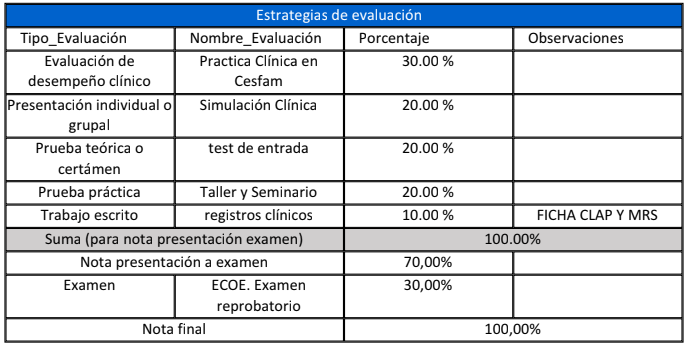 Estrategias de evaluación
Tipo_Evaluación Nombre_Evaluación Porcentaje Observaciones
Evaluación de desempeño clínico Practica Clínica en Cesfam 30.00 %
Presentación individual o grupal Simulación Clínica 20.00 %
Prueba teórica o certámen test de entrada 20.00 %
Prueba práctica Taller y Seminario 20.00 %
Trabajo escrito registros clínicos 10.00 % FICHA CLAP Y MRS
Suma (para nota presentación examen) 100.00%
Nota presentación a examen 70,00%
Examen ECOE. Examen reprobatorio 30,00%
Nota final 100,00%